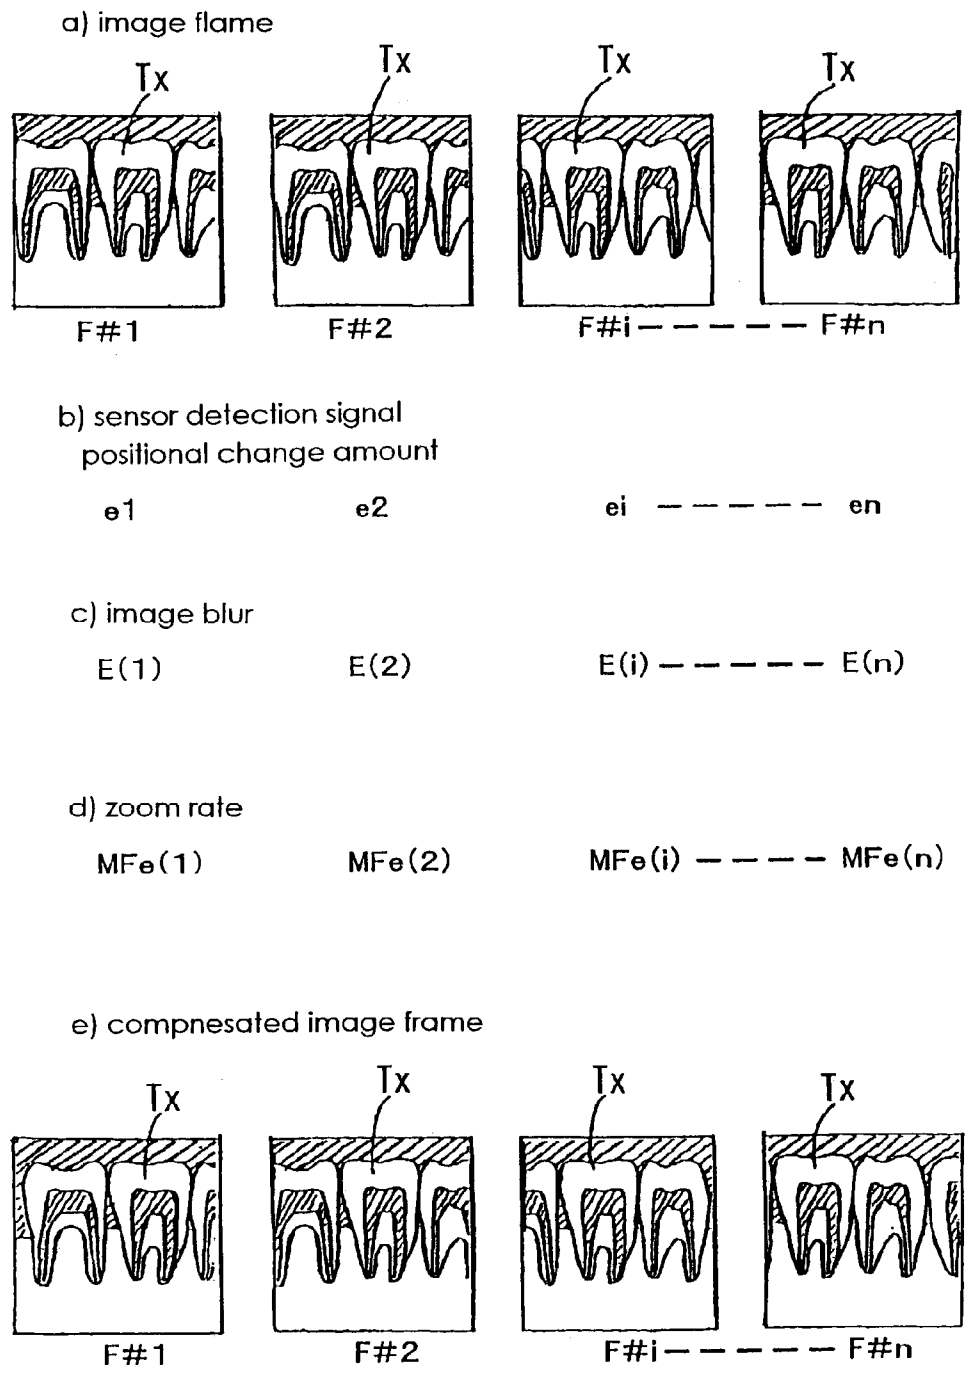 a) image flame
Tx Tx Tx Tx
F#1 F#2 F#i — — — — — F#n
b) sensor detection signal
positional change amount
e1 e2 ei — — — — — en
c) image blur
E(1) E(2) E(i) — — — — — E(n)
d) zoom rate
MFe(1) MFe(2) MFe(i) — — — — MFe(n)
e) compnesated image frame
Tx Tx Tx Tx
F#1 F#2 F#i — — — — — F#n